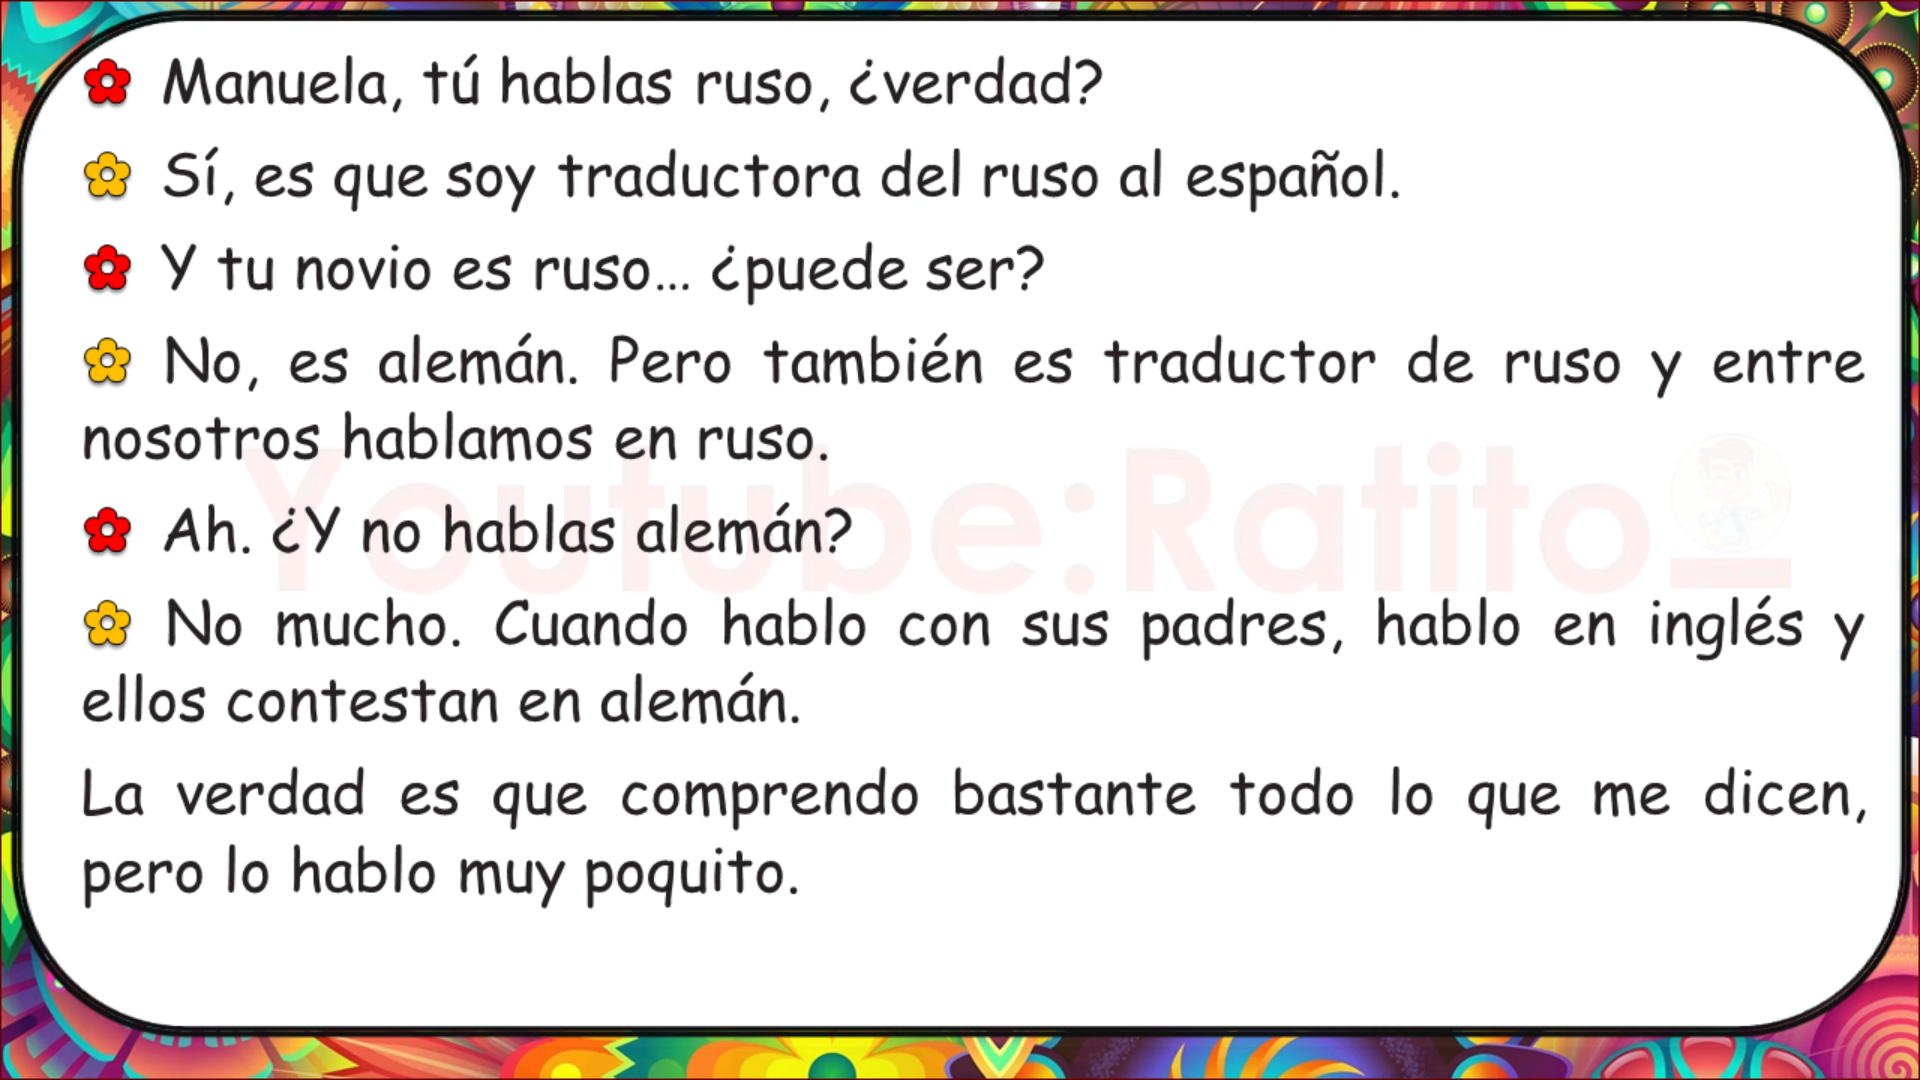 Manuela, tú hablas ruso, ¿verdad?
Sí, es que soy traductora del ruso al español.
Y tu novio es ruso... ¿puede ser?
No, es alemán. Pero también es traductor de ruso y entre
nosotros hablamos en ruso.
Youtube:Ratito
Ah. ¿Y no hablas alemán?
No mucho. Cuando hablo con sus padres, hablo en inglés y
ellos contestan en alemán.
La verdad es que comprendo bastante todo lo que me dicen,
pero lo hablo muy poquito.